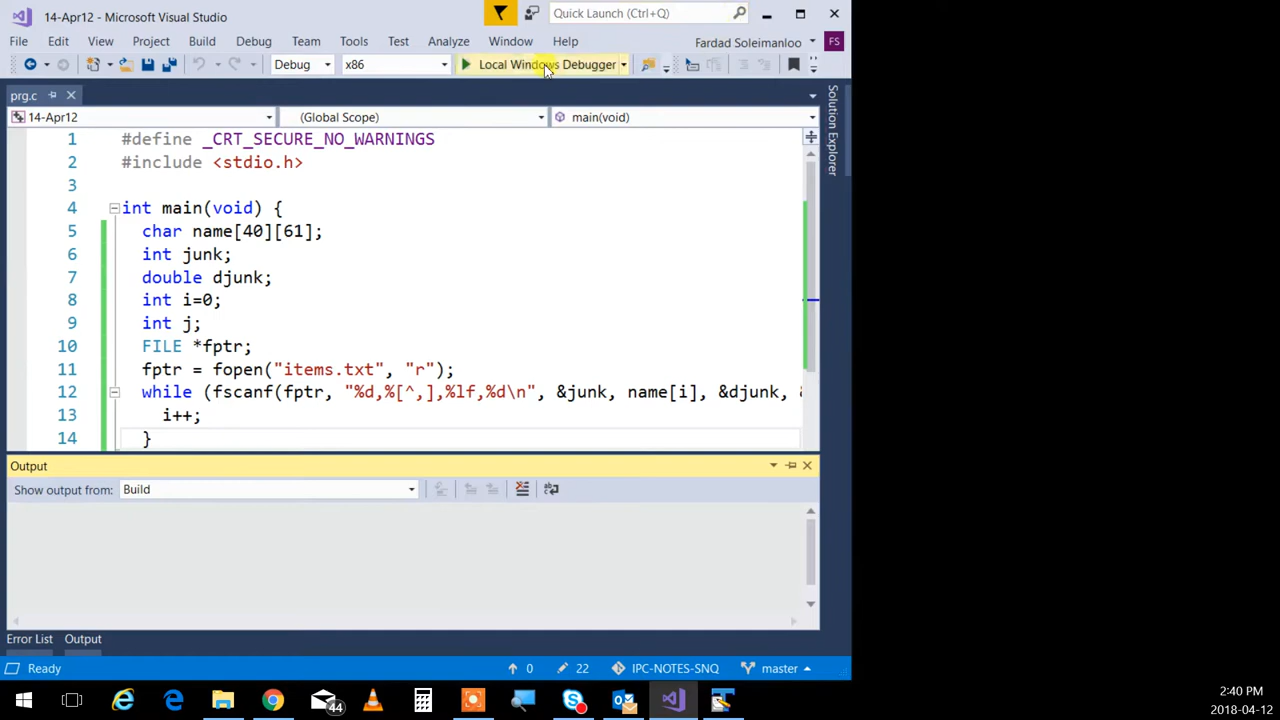 14-Apr12 - Microsoft Visual Studio
Quick Launch (Ctrl+Q)
File Edit View Project Build Debug Team Tools Test Analyze Window Help Fardad Soleimanloo FS
Debug x86 Local Windows Debugger
prg.c
14-Apr12 (Global Scope) main(void)
1 #define _CRT_SECURE_NO_WARNINGS
2 #include <stdio.h>
3
4 int main(void) {
5 char name[40][61];
6 int junk;
7 double djunk;
8 int i=0;
9 int j;
10 FILE *fptr;
11 fptr = fopen("items.txt", "r");
12 while (fscanf(fptr, "%d,%[^,],%lf,%d\n", &junk, name[i], &djunk,
13 i++;
14 }
Solution Explorer
Output
Show output from: Build
Error List Output
Ready 0 22 IPC-NOTES-SNQ master
44
2:40 PM
2018-04-12